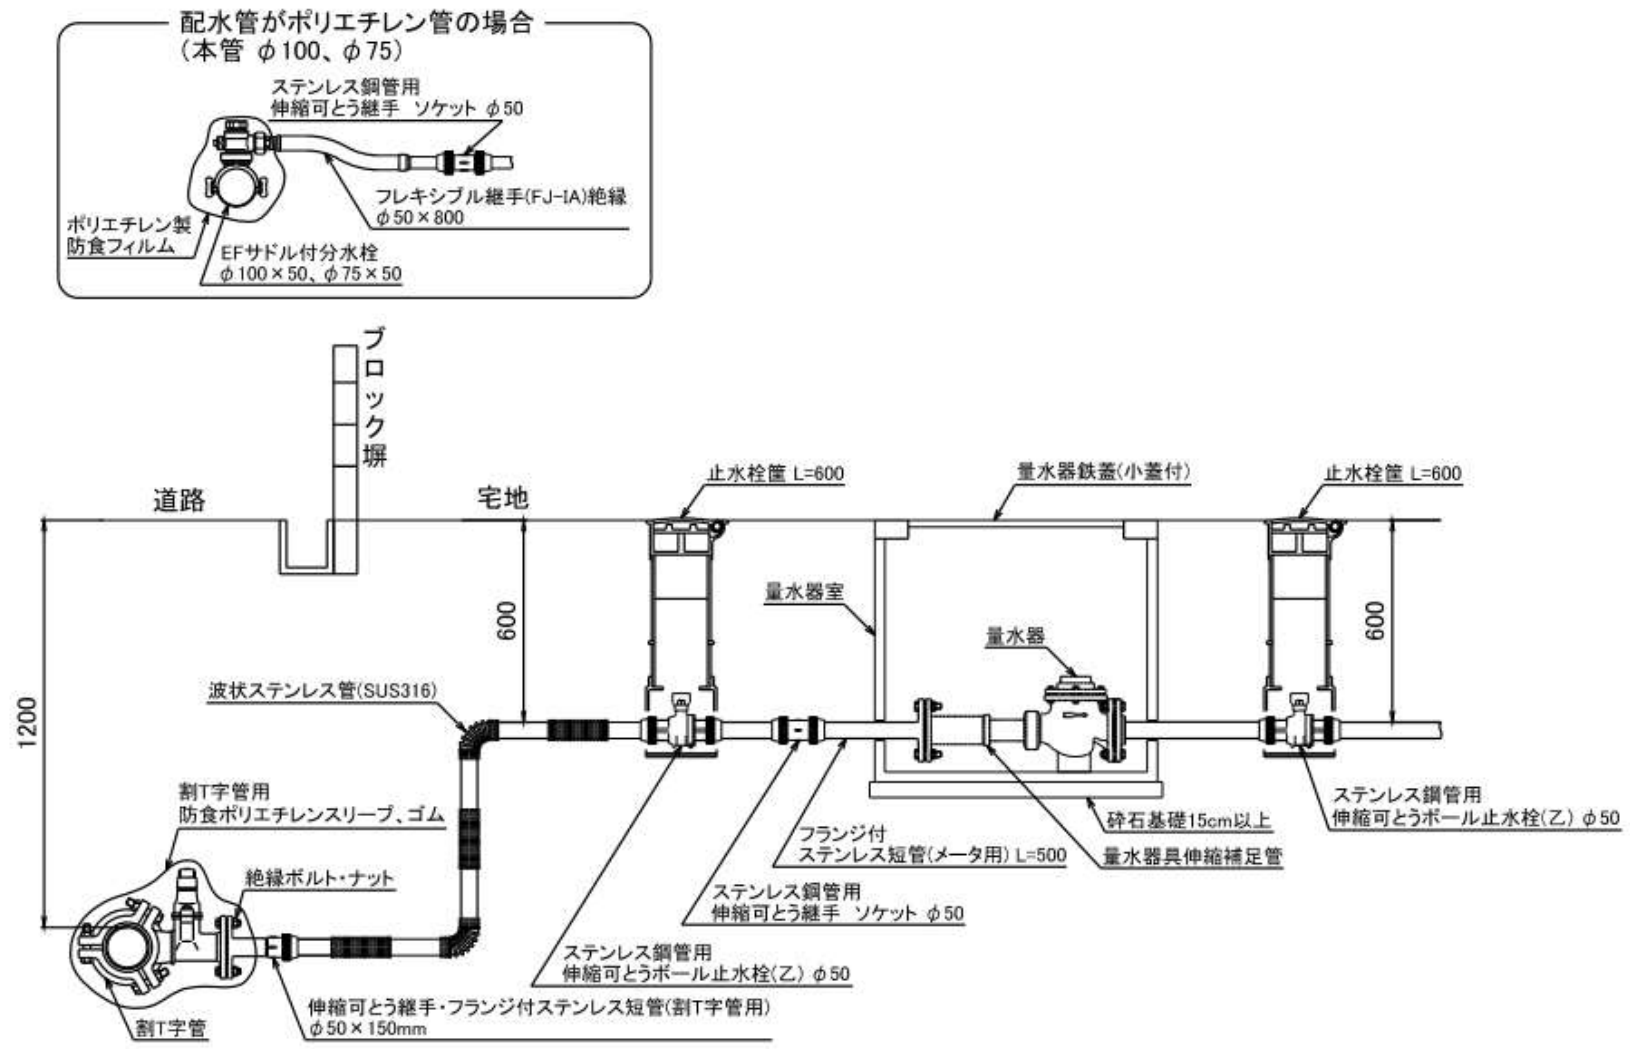 配水管がポリエチレン管の場合
(本管 φ100、φ75)
ステンレス鋼管用
伸縮可とう継手 ソケット φ50
フレキシブル継手(FJ-IA)絶縁
φ50×800
ポリエチレン製
防食フィルム
EFサドル付分水栓
φ100×50、φ75×50
ブロック塀
道路
宅地
止水栓筐 L=600
量水器鉄蓋(小蓋付)
止水栓筐 L=600
600
量水器室
量水器
600
1200
波状ステンレス管(SUS316)
割T字管用
防食ポリエチレンスリーブ、ゴム
絶縁ボルト・ナット
フランジ付
ステンレス短管(メータ用) L=500
砕石基礎15cm以上
量水器具伸縮補足管
ステンレス鋼管用
伸縮可とうボール止水栓(乙) φ50
ステンレス鋼管用
伸縮可とう継手 ソケット φ50
ステンレス鋼管用
伸縮可とうボール止水栓(乙) φ50
伸縮可とう継手・フランジ付ステンレス短管(割T字管用)
φ50×150mm
割T字管